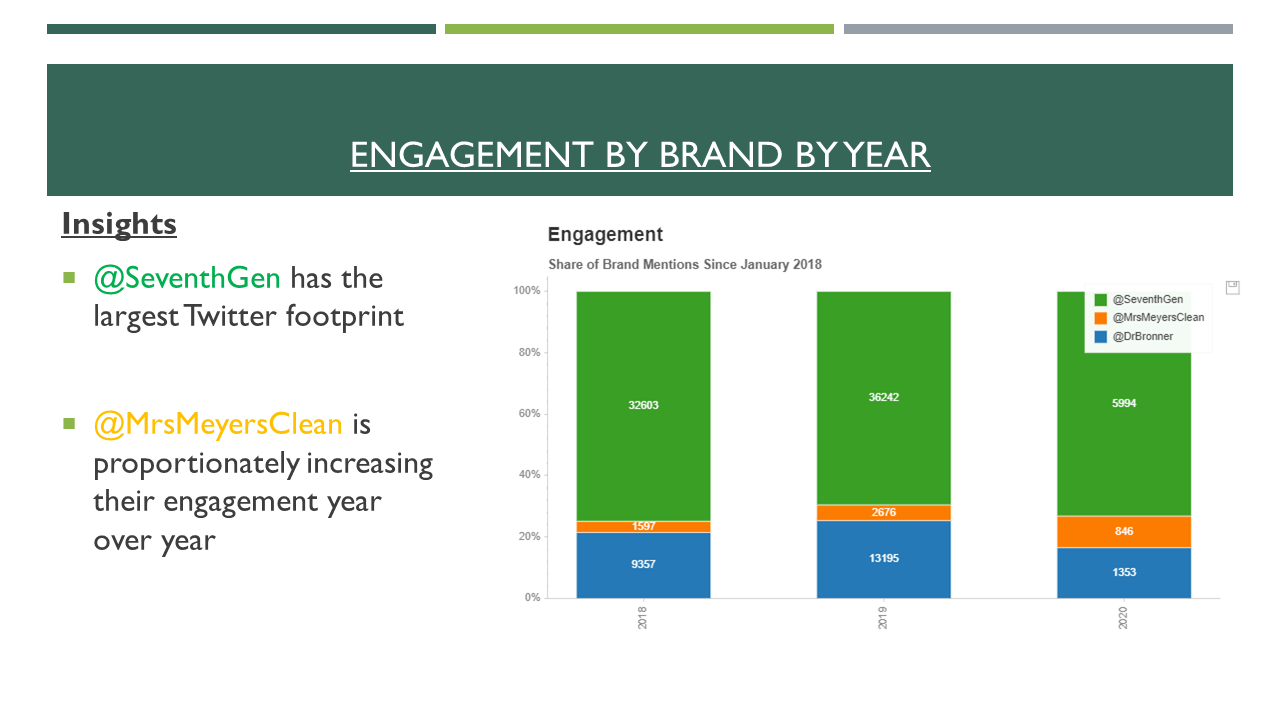 ENGAGEMENT BY BRAND BY YEAR
Insights
@SeventhGen has the
largest Twitter footprint
@MrsMeyersClean is
proportionately increasing
their engagement year
over year
Engagement
Share of Brand Mentions Since January 2018
100%
80%
60%
40%
20%
0%
@SeventhGen
@MrsMeyersClean
@DrBronner
32603
1597
9357
36242
2676
13195
5994
846
1353
2018
2019
2020